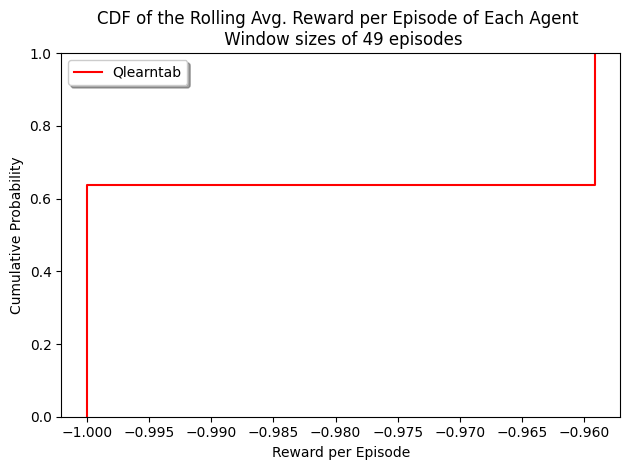 CDF of the Rolling Avg. Reward per Episode of Each Agent
Window sizes of 49 episodes
Qlearntab
1.0
0.8
0.6
0.4
0.2
0.0
Cumulative Probability
−1.000 −0.995 −0.990 −0.985 −0.980 −0.975 −0.970 −0.965 −0.960
Reward per Episode